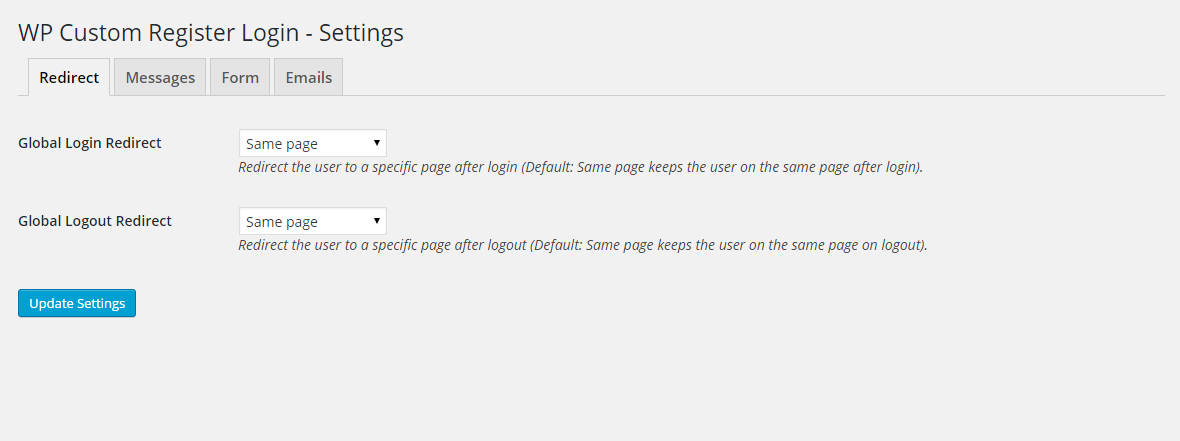 WP Custom Register Login - Settings
Redirect Messages Form Emails
Global Login Redirect Same page
Redirect the user to a specific page after login (Default: Same page keeps the user on the same page after login).
Global Logout Redirect Same page
Redirect the user to a specific page after logout (Default: Same page keeps the user on the same page on logout).
Update Settings